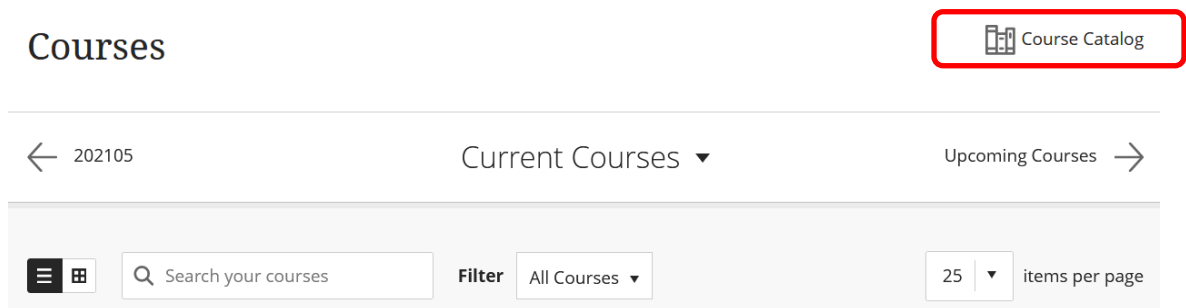 Courses
Course Catalog
202105
Current Courses
Upcoming Courses
Search your courses
Filter
All Courses
25
items per page